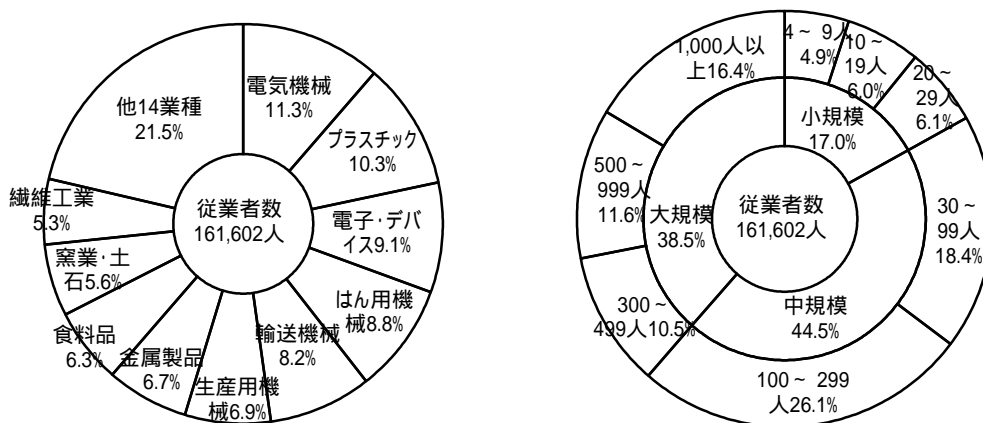 電気機械
11.3%
プラスチック
10.3%
電子・デバ
イス9.1%
はん用機
械8.8%
輸送機械
8.2%
生産用機
械6.9%
金属製品
6.7%
食料品
6.3%
窯業・土
石5.6%
繊維工業
5.3%
他14業種
21.5%
従業者数
161,602人
4～ 9人
4.9%
10～
19人
6.0%
20～
29人
6.1%
30～
99人
18.4%
100～ 299
人26.1%
300～
499人10.5%
500～
999人
11.6%
1,000人以
上16.4%
小規模
17.0%
中規模
44.5%
大規模
38.5%
従業者数
161,602人